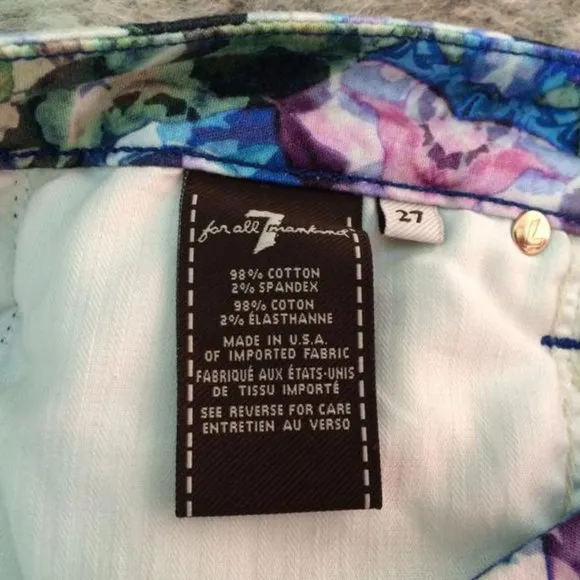 for all 7 mankind
27
98% COTTON
2% SPANDEX
98% COTON
2% ÉLASTHANNE
MADE IN U.S.A.
OF IMPORTED FABRIC
FABRIQUÉ AUX ÉTATS-UNIS
DE TISSU IMPORTÉ
SEE REVERSE FOR CARE
ENTRETIEN AU VERSO